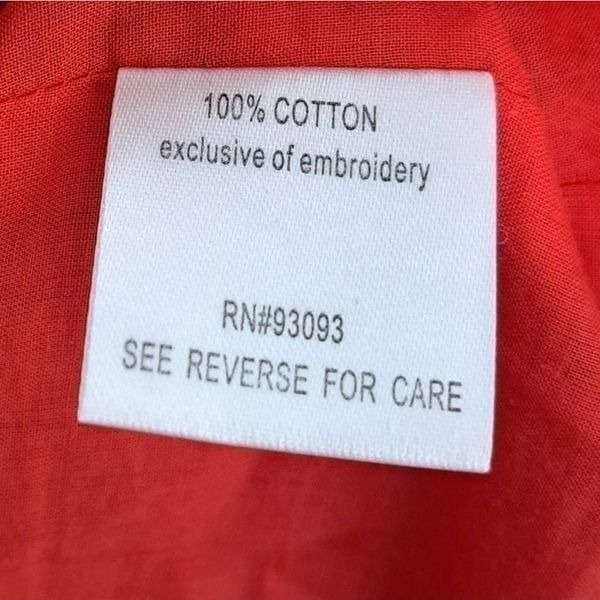 100% COTTON
exclusive of embroidery
RN#93093
SEE REVERSE FOR CARE